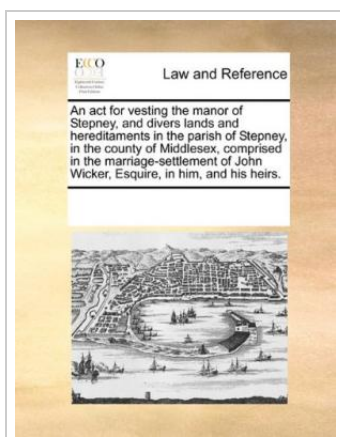 ECCO
Law and Reference
An act for vesting the manor of
Stepney, and divers lands and
hereditaments in the parish of Stepney,
in the county of Middlesex, comprised
in the marriage-settlement of John
Wicker, Esquire, in him, and his heirs.